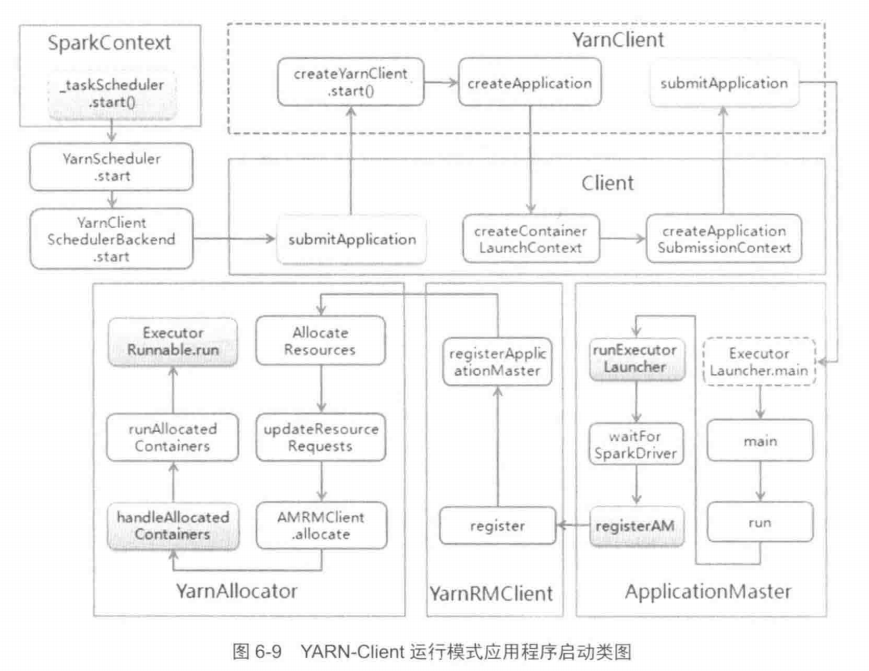 SparkContext
_taskScheduler
.start()
YarnScheduler
.start
YarnClient
SchedulerBackend
.start
YarnClient
createYarnClient
.start()
createApplication
submitApplication
Client
submitApplication
createContainer
LaunchContext
createApplication
SubmissionContext
Executor
Runnable.run
Allocate
Resources
runAllocated
Containers
updateResource
Requests
handleAllocated
Containers
AMRMClient
.allocate
YarnAllocator
registerApplic
ationMaster
register
YarnRMClient
runExecutor
Launcher
Executor
Launcher.main
waitFor
SparkDriver
main
registerAM
run
ApplicationMaster
图 6-9 YARN-Client 运行模式应用程序启动类图